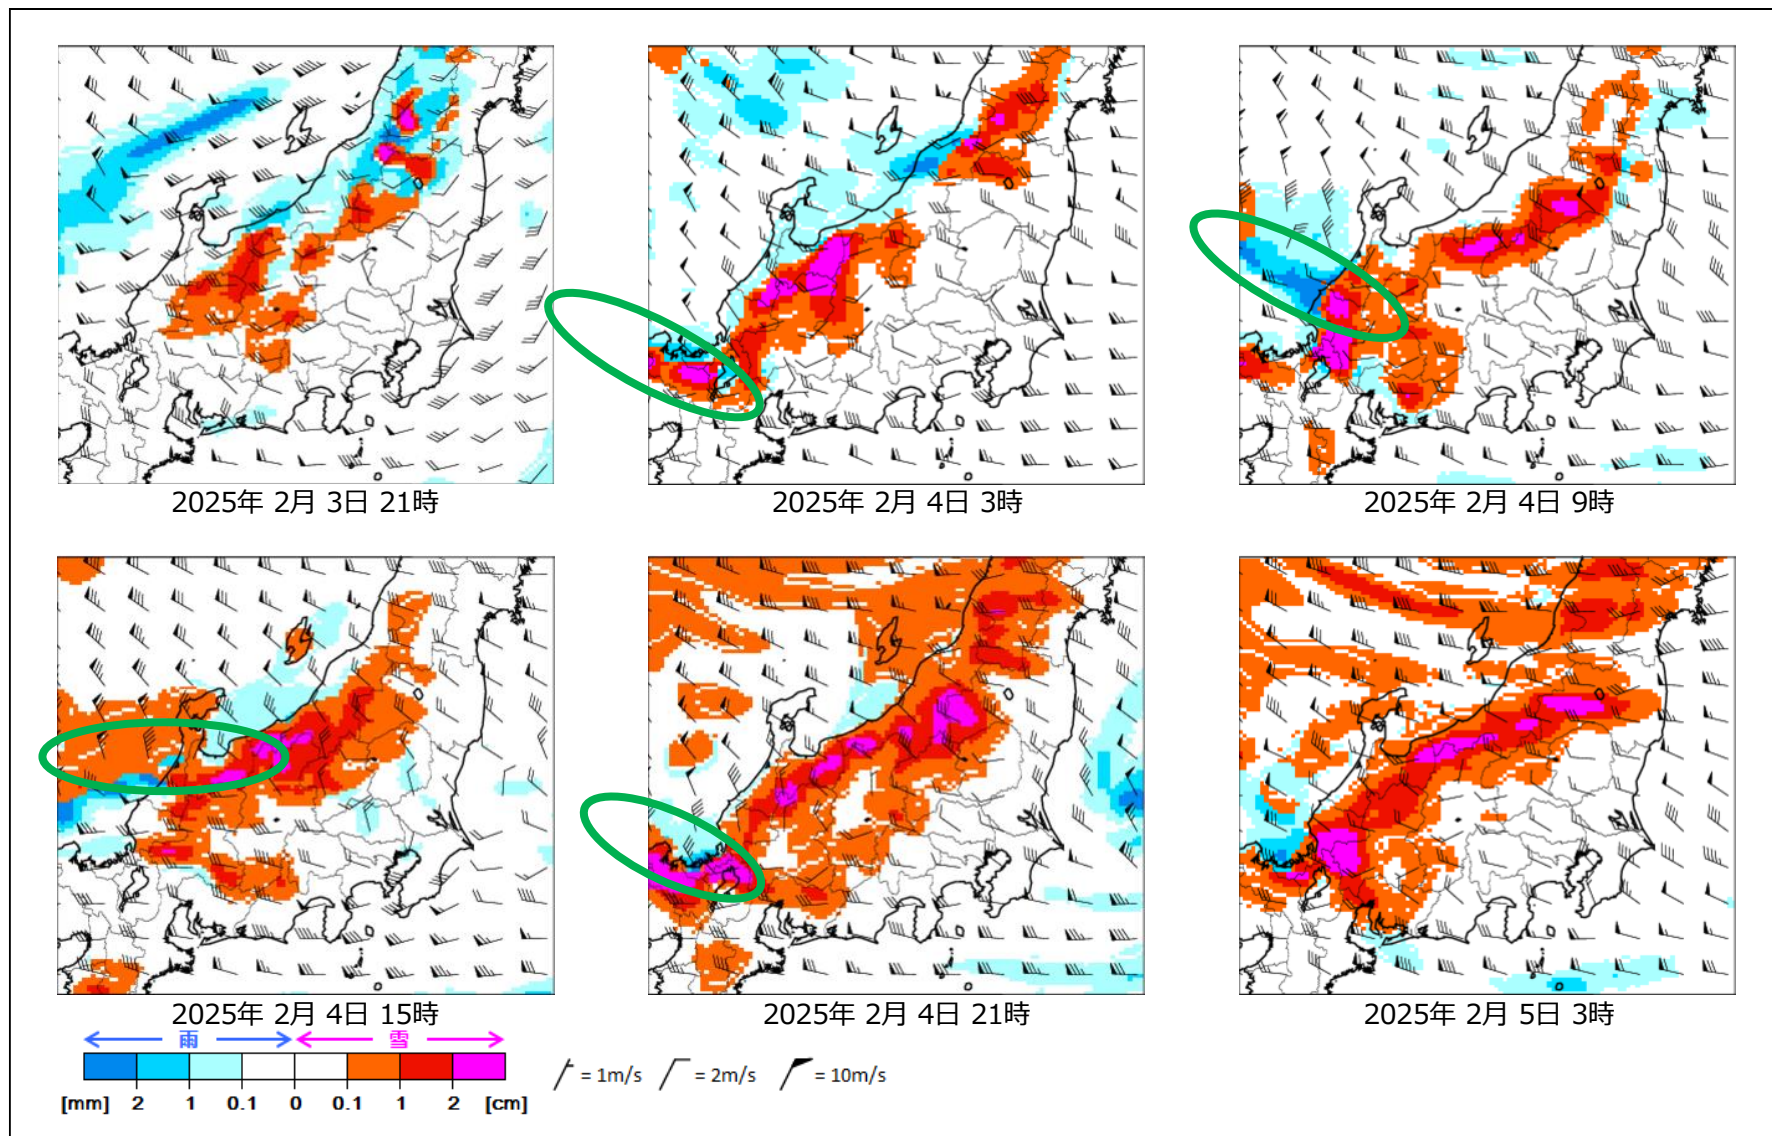 2025年 2月 3日 21時
2025年 2月 4日 3時
2025年 2月 4日 9時
2025年 2月 4日 15時
2025年 2月 4日 21時
2025年 2月 5日 3時
雨 雪
[mm] 2 1 0.1 0 0.1 1 2 [cm]
= 1m/s = 2m/s = 10m/s